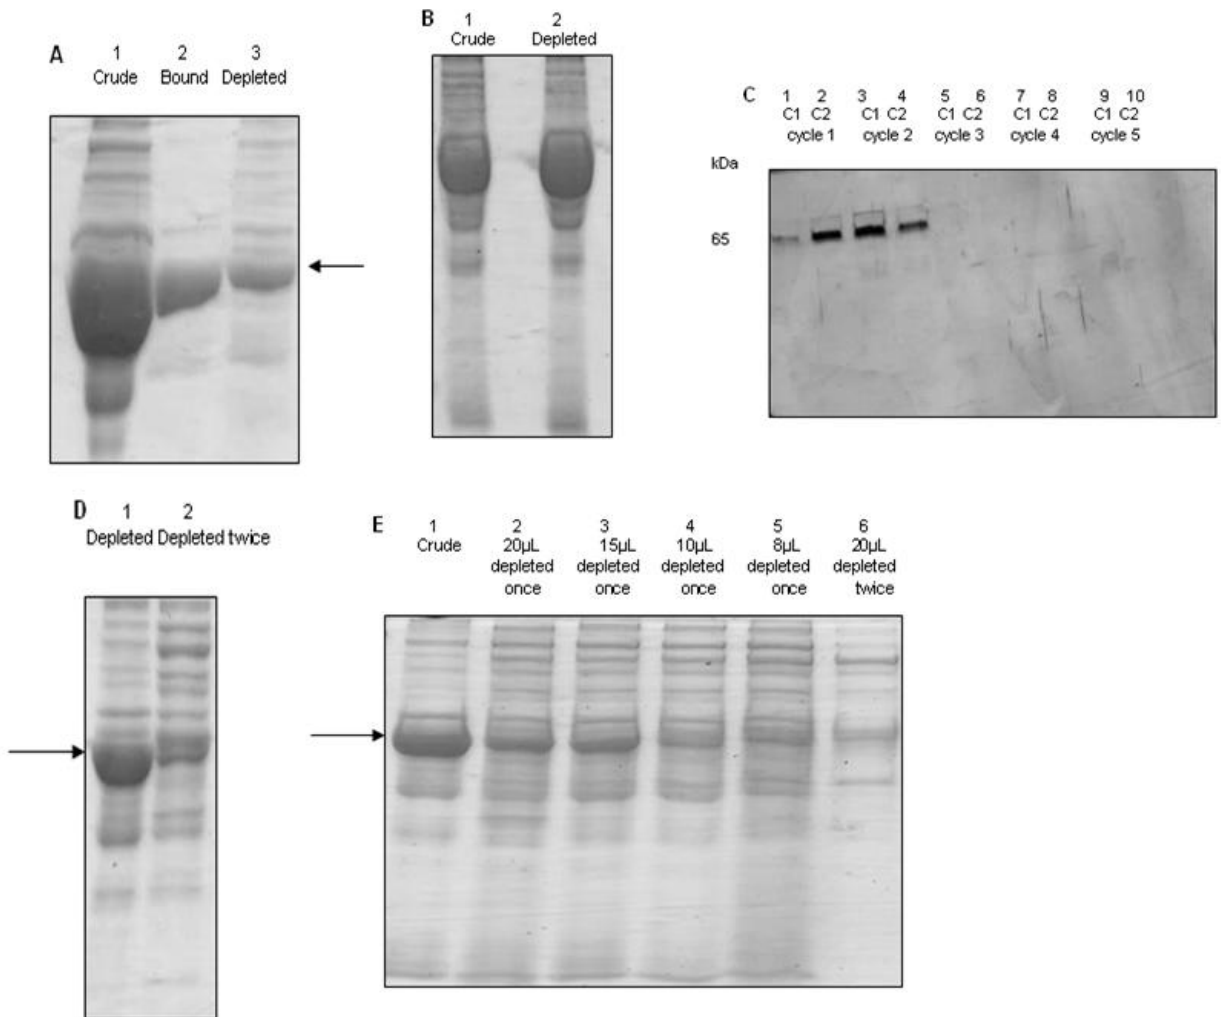 A
1 2 3
Crude Bound Depleted
B
1 2
Crude Depleted
C
1 2 3 4 5 6 7 8 9 10
C1 C2 C1 C2 C1 C2 C1 C2 C1 C2
cycle 1 cycle 2 cycle 3 cycle 4 cycle 5
kDa
65
D
1 2
Depleted Depleted twice
E
1 2 3 4 5 6
Crude 20µL 15µL 10µL 8µL 20µL
depleted depleted depleted depleted depleted
once once once once twice